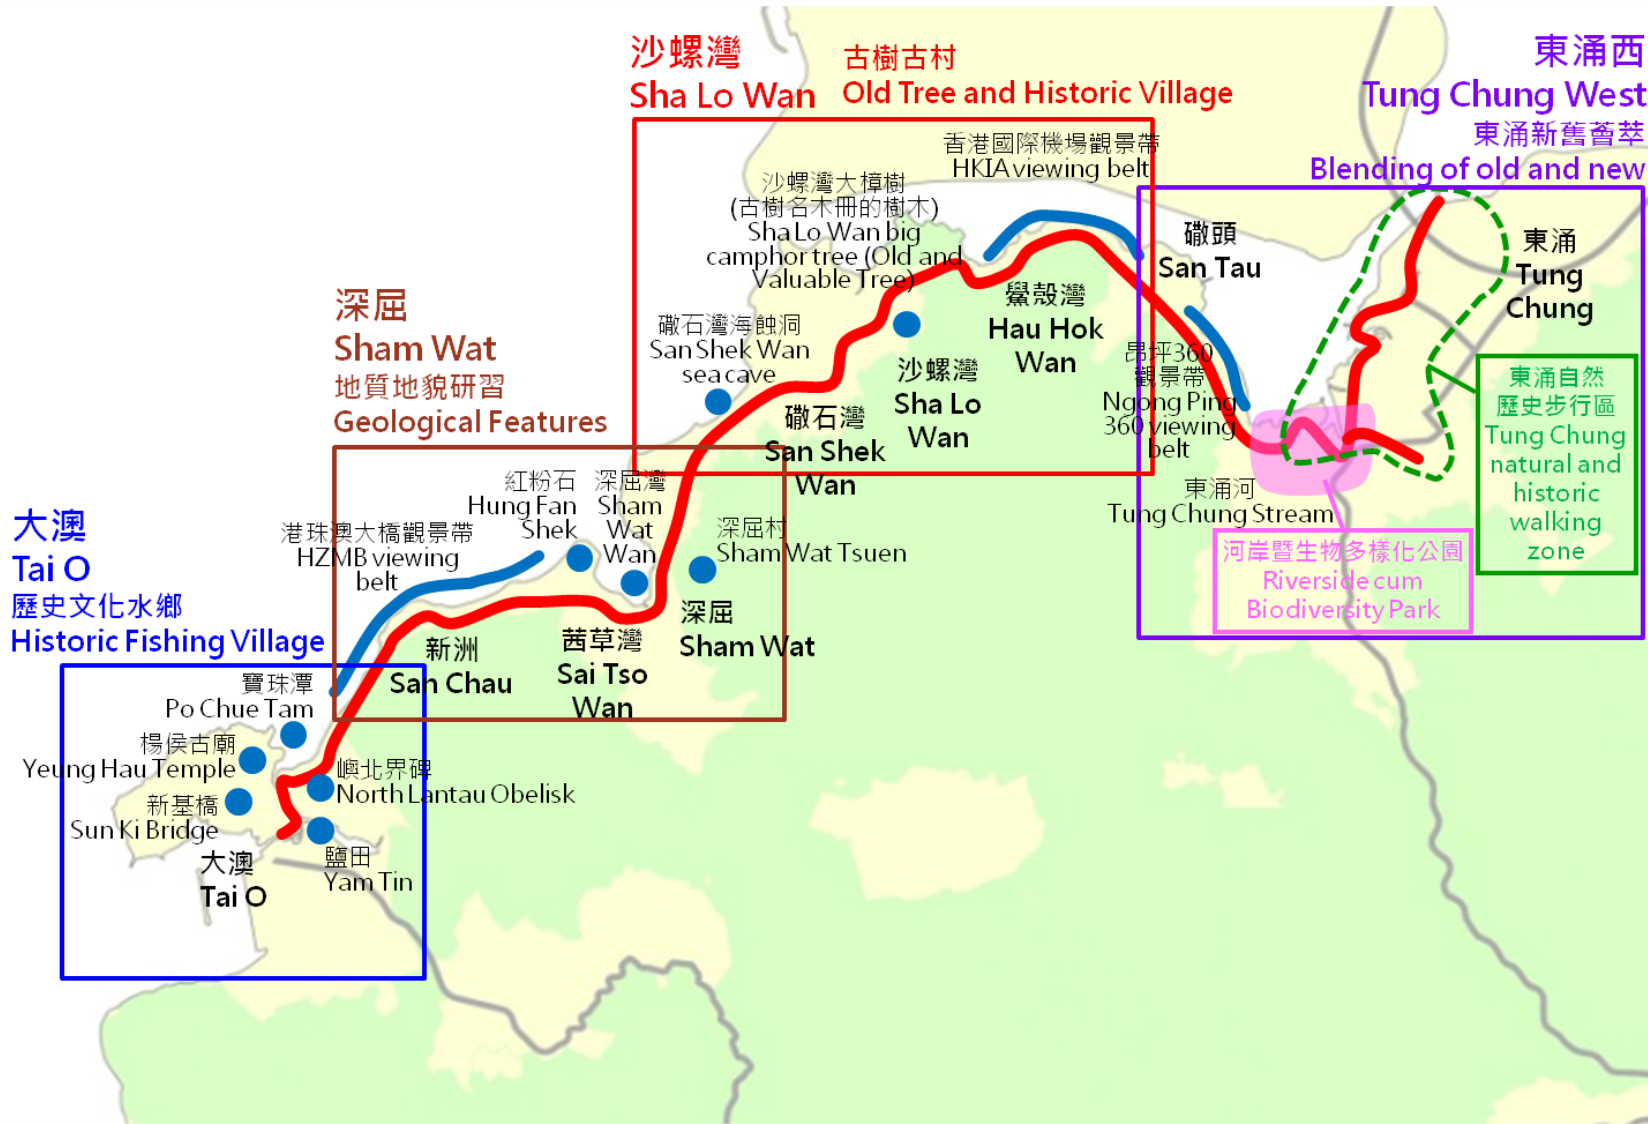 沙螺灣
Sha Lo Wan
古樹古村
Old Tree and Historic Village
東涌西
Tung Chung West
東涌新舊薈萃
Blending of old and new
香港國際機場觀景帶
HKIA viewing belt
沙螺灣大樟樹
(古樹名木冊的樹木)
Sha Lo Wan big
camphor tree (Old and
Valuable Tree)
磡頭
San Tau
東涌
Tung
Chung
鱟殼灣
Hau Hok
Wan
深屈
Sham Wat
地質地貌研習
Geological Features
磡石灣海蝕洞
San Shek Wan
sea cave
沙螺灣
Sha Lo
Wan
昂坪360
觀景帶
Ngong Ping
360 viewing
belt
東涌自然
歷史步行區
Tung Chung
natural and
historic
walking
zone
磡石灣
San Shek
Wan
東涌河
Tung Chung Stream
河岸暨生物多樣化公園
Riverside cum
Biodiversity Park
紅粉石
Hung Fan
Shek
深屈灣
Sham
Wat
Wan
深屈村
Sham Wat Tsuen
港珠澳大橋觀景帶
HZMB viewing
belt
大澳
Tai O
歷史文化水鄉
Historic Fishing Village
新洲
San Chau
茜草灣
Sai Tso
Wan
深屈
Sham Wat
寶珠潭
Po Chue Tam
楊侯古廟
Yeung Hau Temple
嶼北界碑
North Lantau Obelisk
新基橋
Sun Ki Bridge
鹽田
Yam Tin
大澳
Tai O